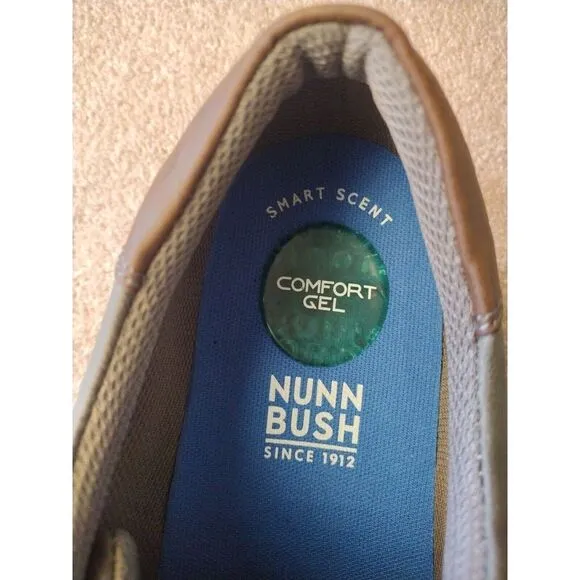 SMART SCENT
COMFORT
GEL
NUNN
BUSH
SINCE 1912